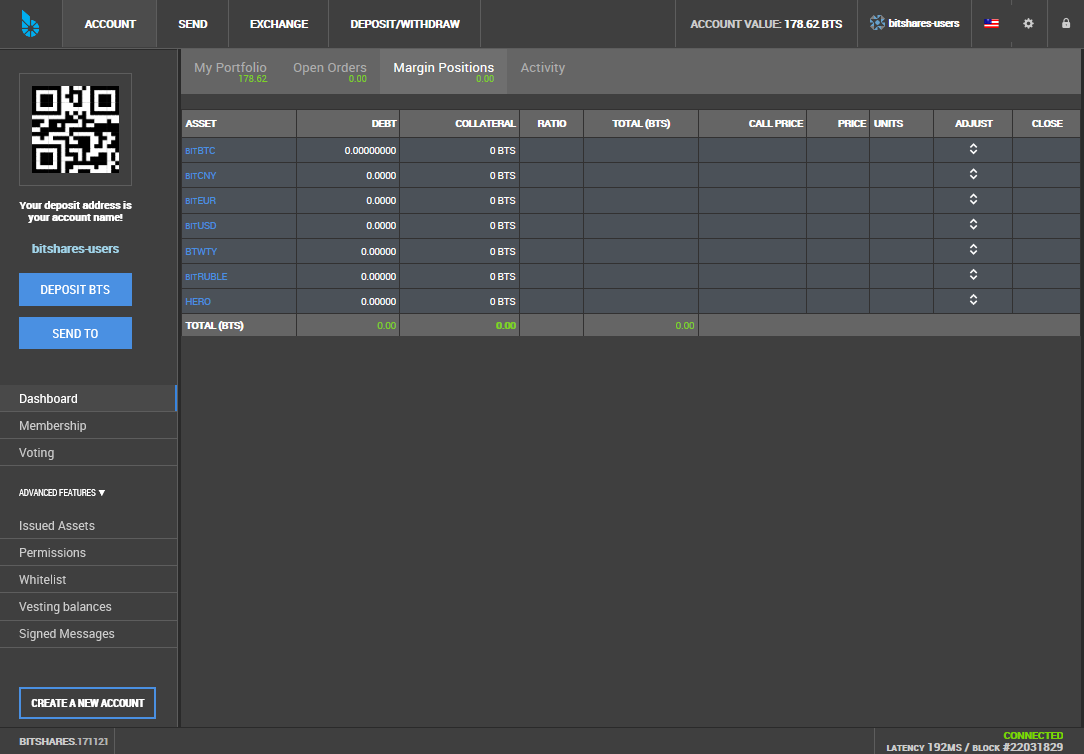 ACCOUNT SEND EXCHANGE DEPOSIT/WITHDRAW ACCOUNT VALUE: 178.62 BTS bitshares-users
My Portfolio Open Orders Margin Positions Activity
178.62 0.00 0.00
ASSET DEBT COLLATERAL RATIO TOTAL (BTS) CALL PRICE PRICE UNITS ADJUST CLOSE
BITBTC 0.00000000 0 BTS
BITCNY 0.0000 0 BTS
BITEUR 0.0000 0 BTS
BITUSD 0.0000 0 BTS
BTWTY 0.00000 0 BTS
BITRUBLE 0.00000 0 BTS
HERO 0.00000 0 BTS
TOTAL (BTS) 0.00 0.00 0.00
Your deposit address is
your account name!
bitshares-users
DEPOSIT BTS
SEND TO
Dashboard
Membership
Voting
ADVANCED FEATURES ▼
Issued Assets
Permissions
Whitelist
Vesting balances
Signed Messages
CREATE A NEW ACCOUNT
BITSHARES.171121
CONNECTED
LATENCY 192MS / BLOCK #22031829